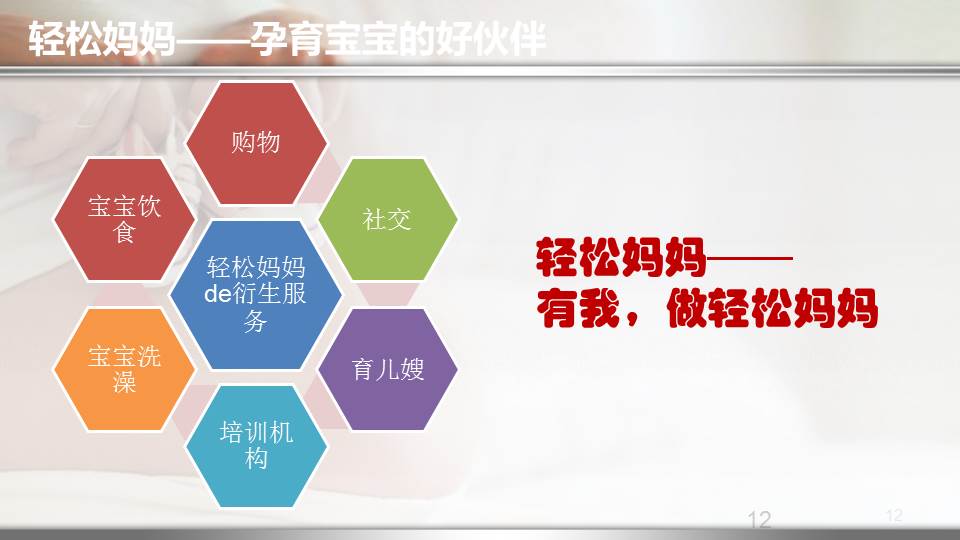 轻松妈妈——孕育宝宝的好伙伴
购物
宝宝饮
食
社交
轻松妈妈
de衍生服
务
宝宝洗
澡
育儿嫂
培训机
构
轻松妈妈——
有我，做轻松妈妈
12
12